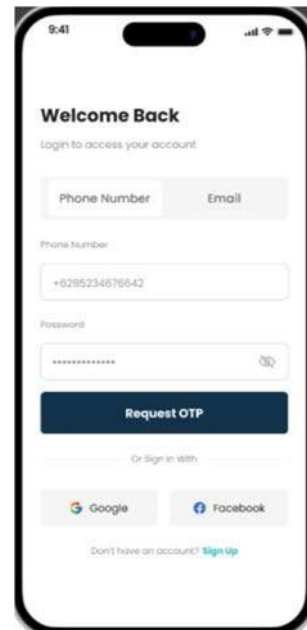 9:41
Welcome Back
Login to access your account
Phone Number Email
Phone Number
+6295234676642
Password
•••••••••••••
Request OTP
Or Sign in With
Google Facebook
Don't have an account? Sign Up